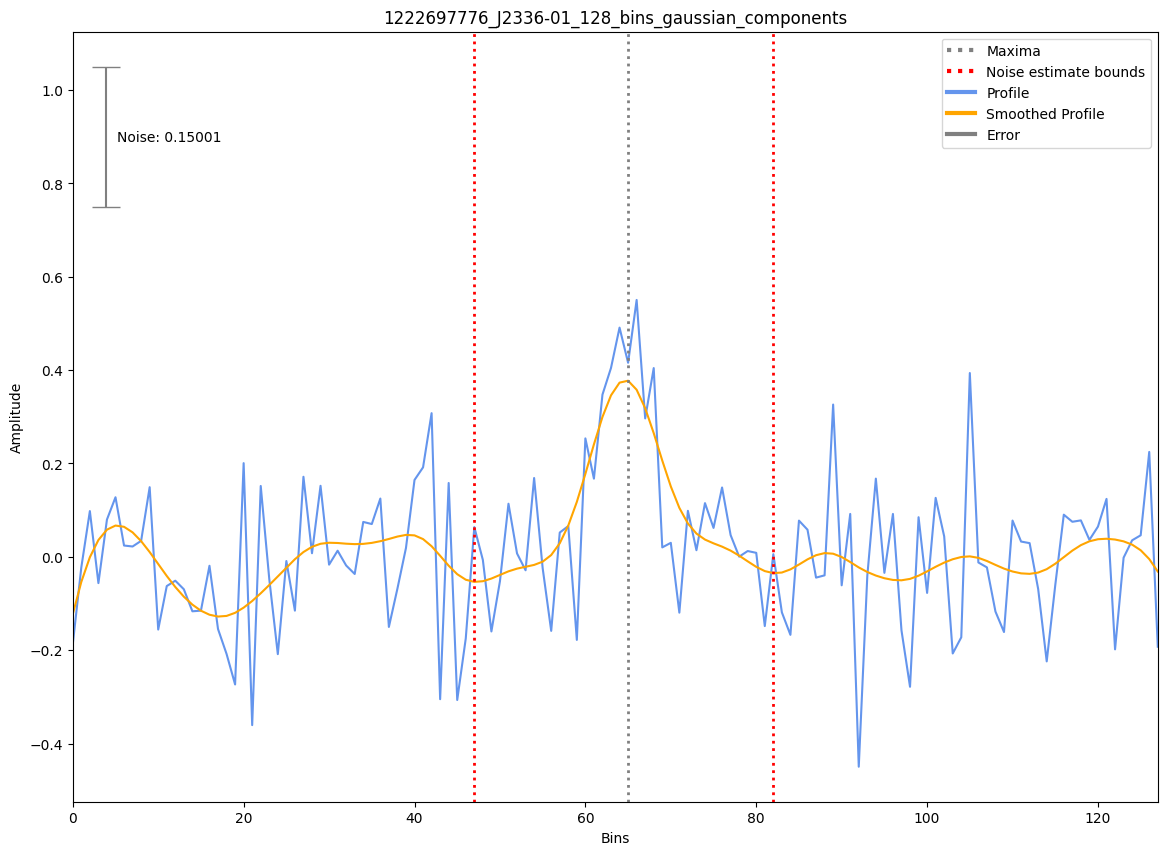 1222697776_J2336-01_128_bins_gaussian_components
Maxima
Noise estimate bounds
Profile
Smoothed Profile
Error
Noise: 0.15001
1.0
0.8
0.6
0.4
0.2
0.0
−0.2
−0.4
Amplitude
0 20 40 60 80 100 120
Bins